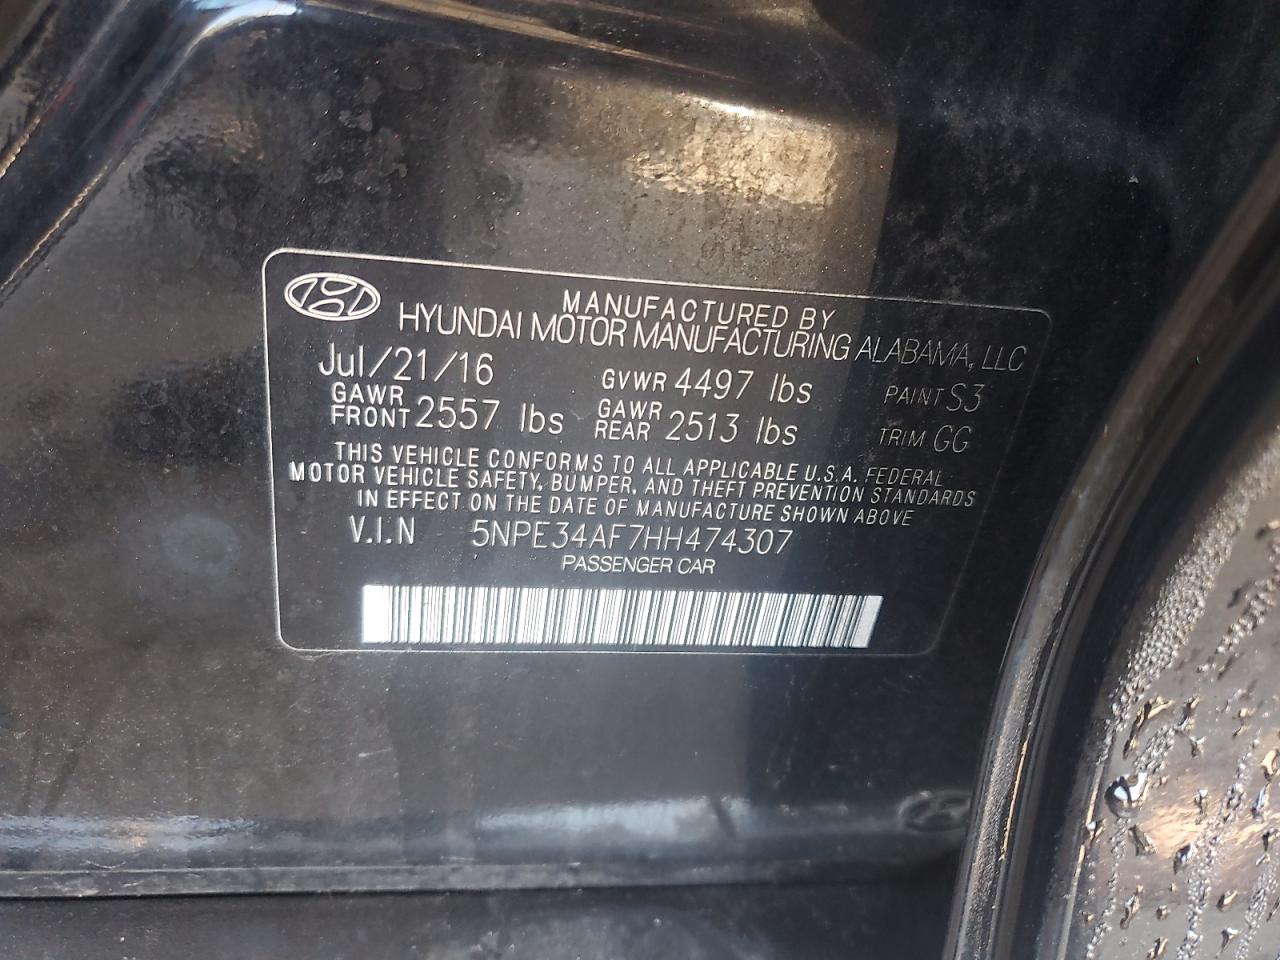 MANUFACTURED BY
HYUNDAI MOTOR MANUFACTURING ALABAMA, LLC
Jul/21/16 GVWR 4497 lbs PAINT S3
GAWR FRONT 2557 lbs GAWR REAR 2513 lbs TRIM GG
THIS VEHICLE CONFORMS TO ALL APPLICABLE U.S.A. FEDERAL
MOTOR VEHICLE SAFETY, BUMPER, AND THEFT PREVENTION STANDARDS
IN EFFECT ON THE DATE OF MANUFACTURE SHOWN ABOVE
V.I.N 5NPE34AF7HH474307
PASSENGER CAR